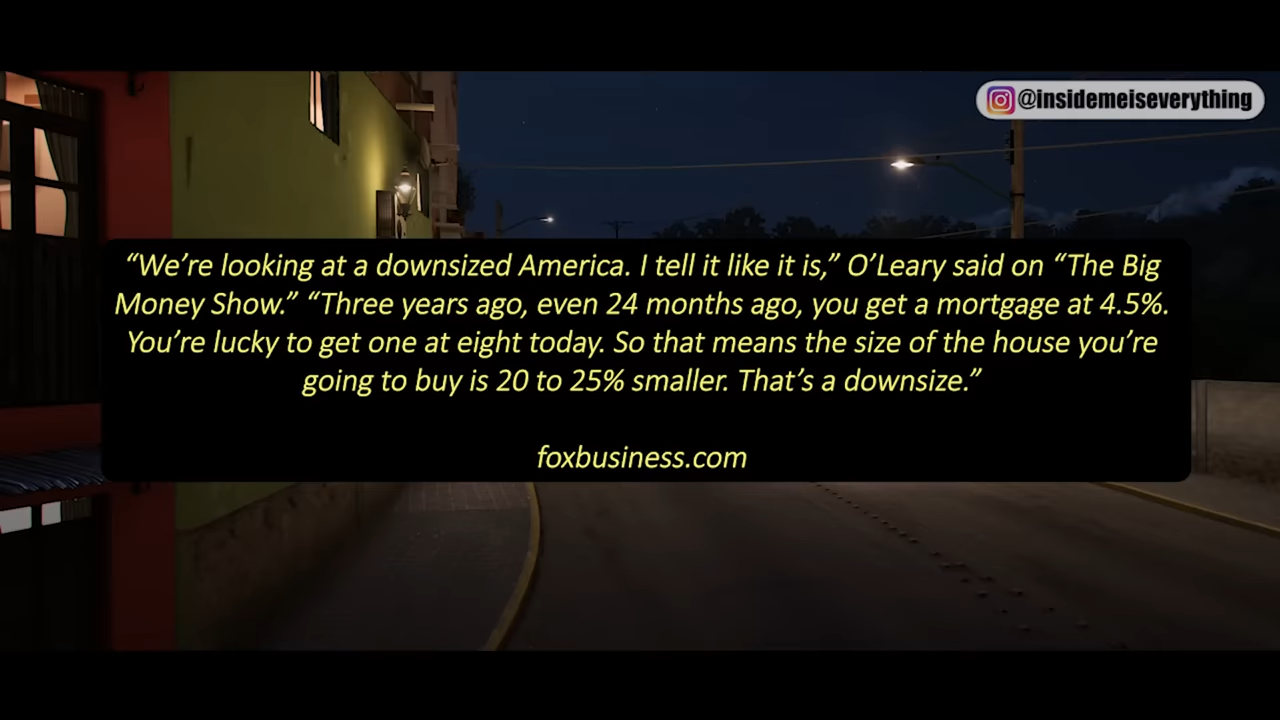 @insidemeiseverything
“We’re looking at a downsized America. I tell it like it is,” O’Leary said on “The Big
Money Show.” “Three years ago, even 24 months ago, you get a mortgage at 4.5%.
You’re lucky to get one at eight today. So that means the size of the house you’re
going to buy is 20 to 25% smaller. That’s a downsize.”
foxbusiness.com